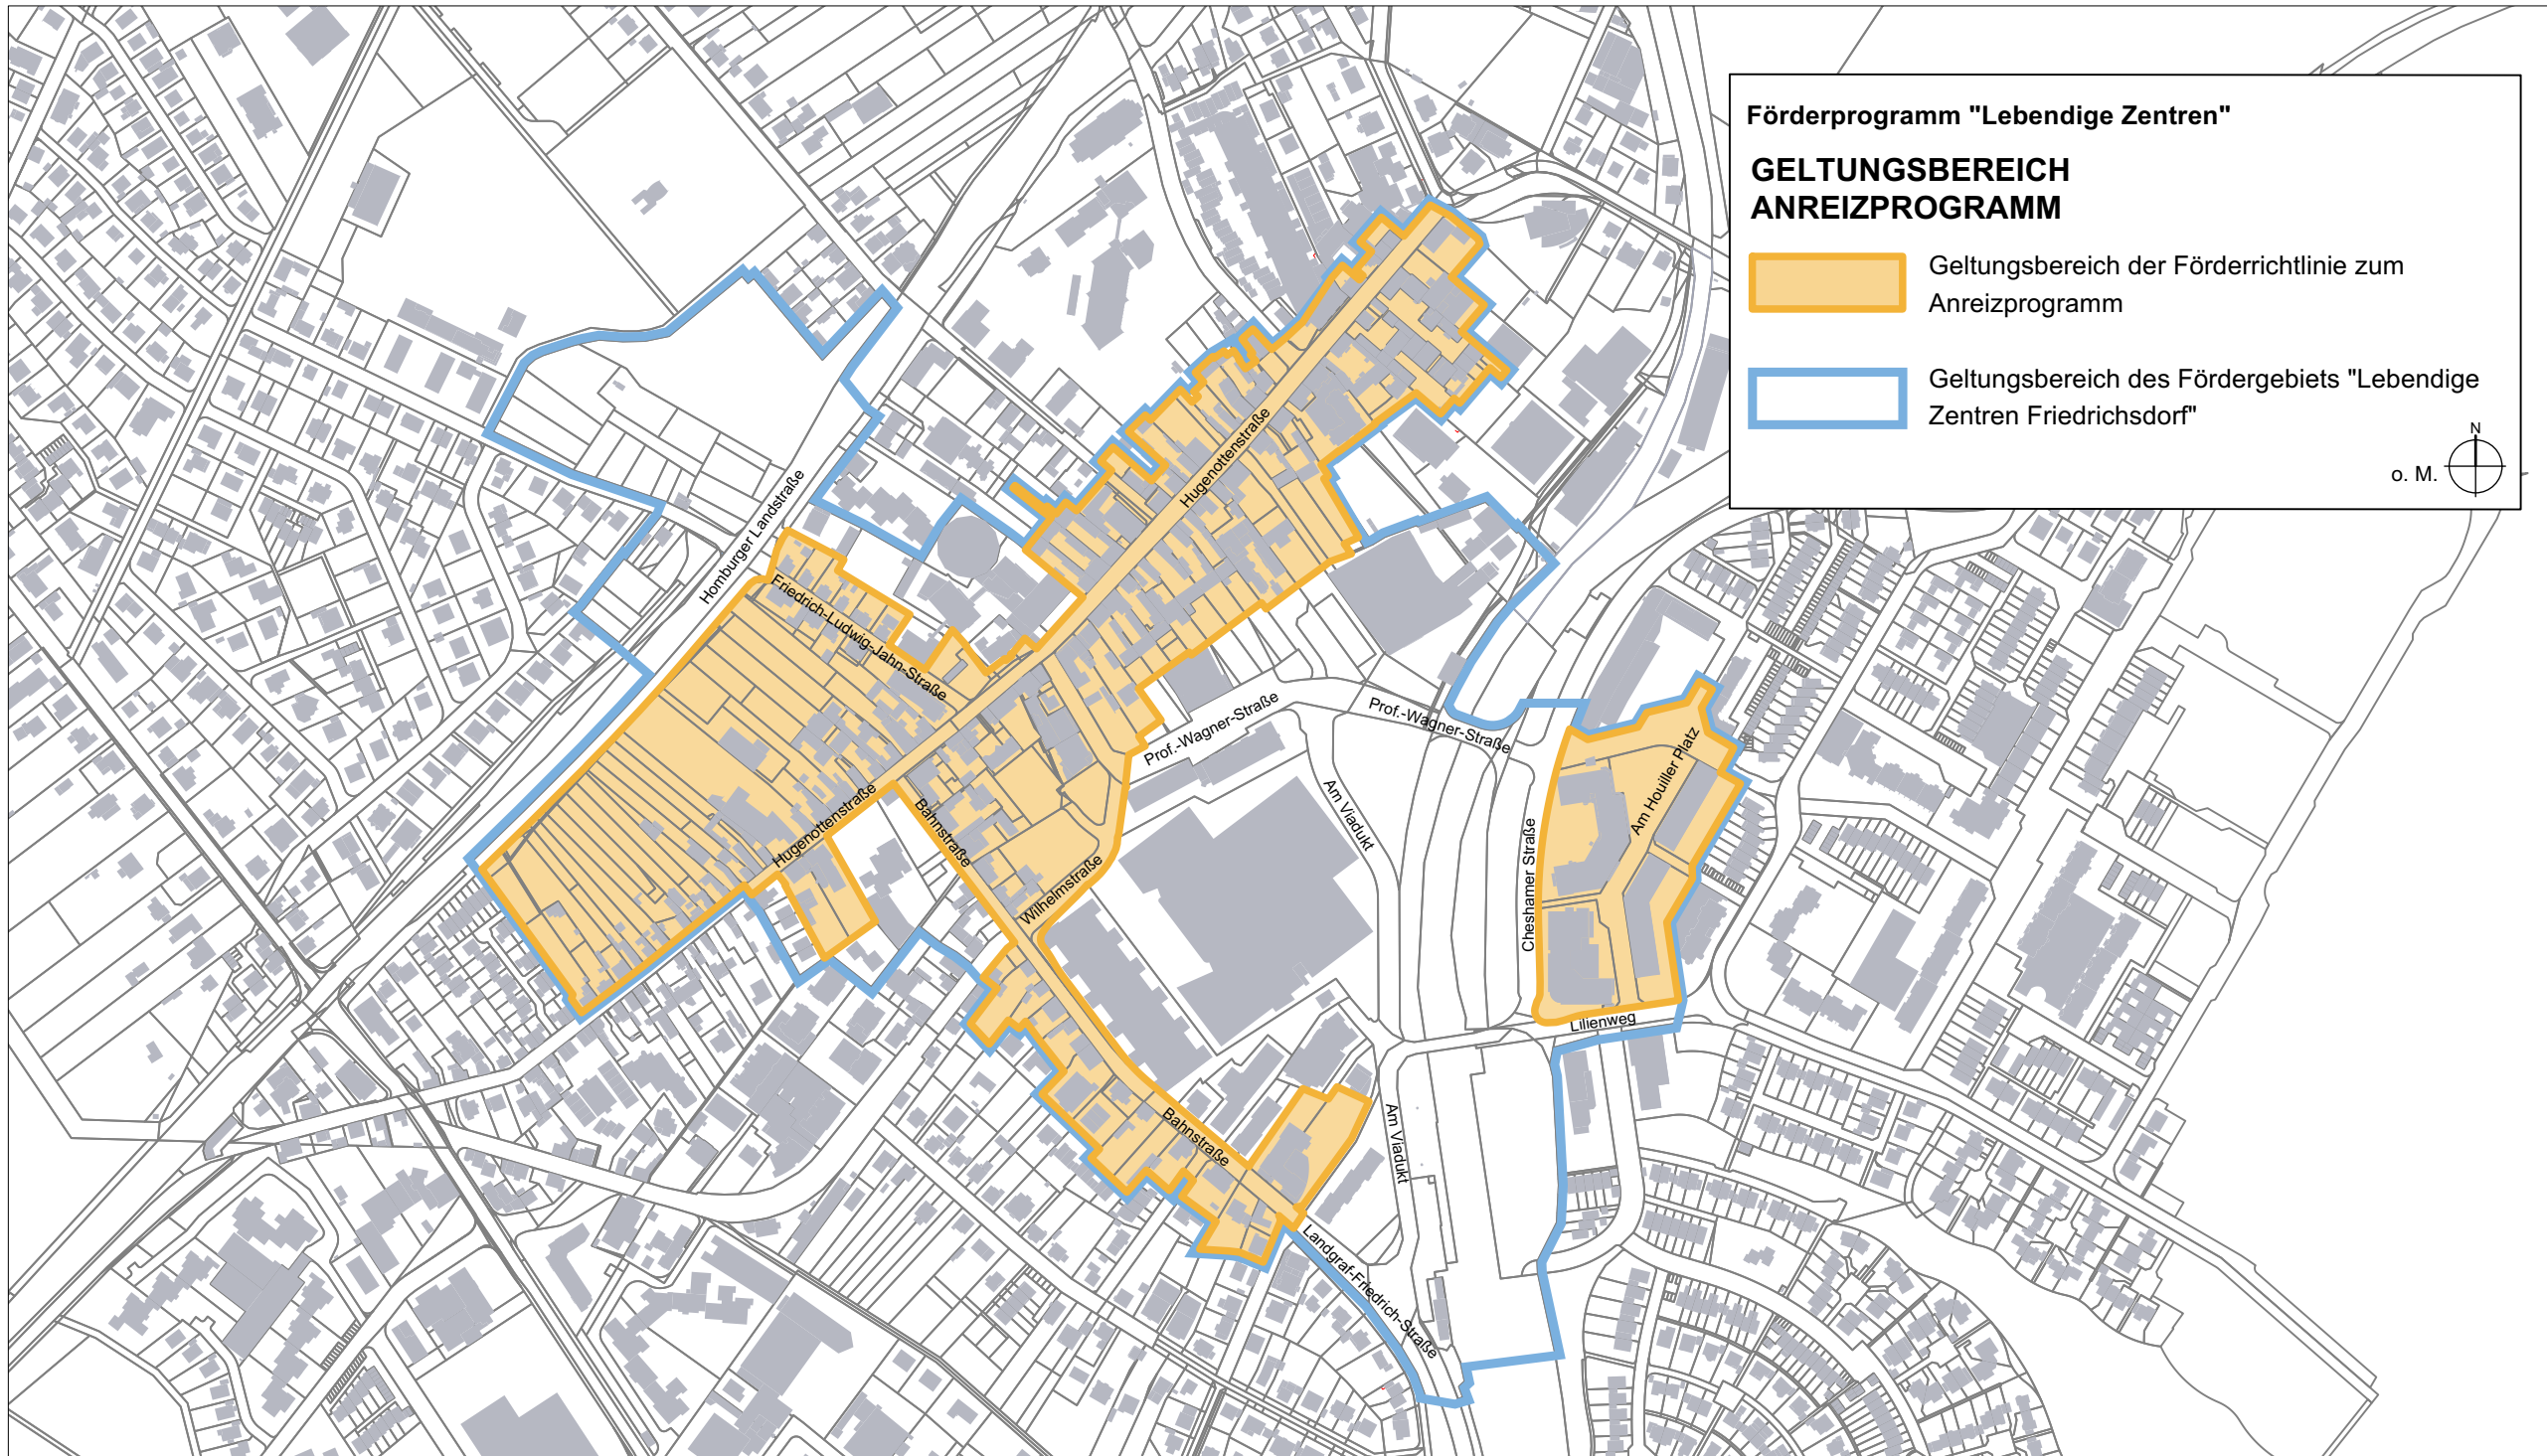 Förderprogramm "Lebendige Zentren"
GELTUNGSBEREICH
ANREIZPROGRAMM
Geltungsbereich der Förderrichtlinie zum
Anreizprogramm
Geltungsbereich des Fördergebiets "Lebendige
Zentren Friedrichsdorf"
N
o. M.
Hugenottenstraße
Homburger Landstraße
Friedrich-Ludwig-Jahn-Straße
Prof.-Wagner-Straße
Prof.-Wagner-Straße
Am Houiller Platz
Hugenottenstraße
Bahnstraße
Am Viadukt
Cheshamer Straße
Wilhelmstraße
Lilienweg
Bahnstraße
Am Viadukt
Landgraf-Friedrich-Straße